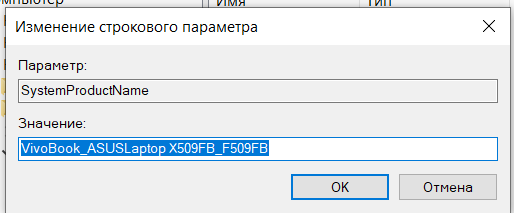 мпьютер
Имя
Тип
Изменение строкового параметра
Параметр:
SystemProductName
Значение:
VivoBook_ASUSLaptop X509FB_F509FB
OK
Отмена